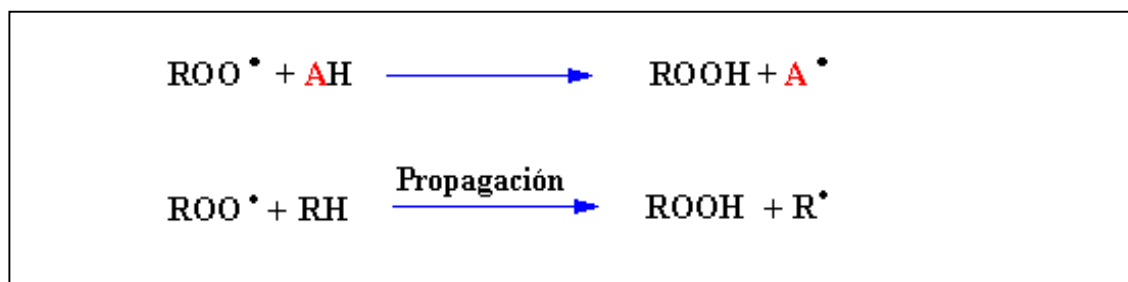 ROO• + AH ⟶ ROOH + A•
Propagación
ROO• + RH ⟶ ROOH + R•